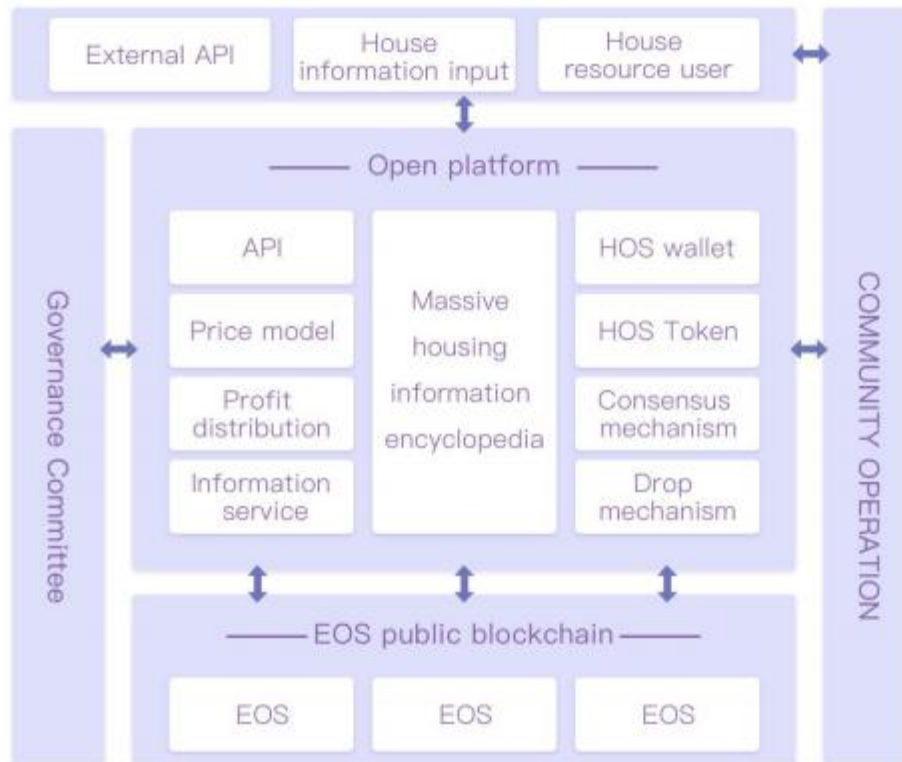 External API
House
information input
House
resource user
Open platform
API
Price model
Profit
distribution
Information
service
Massive
housing
information
encyclopedia
HOS wallet
HOS Token
Consensus
mechanism
Drop
mechanism
Governance Committee
COMMUNITY OPERATION
EOS public blockchain
EOS
EOS
EOS